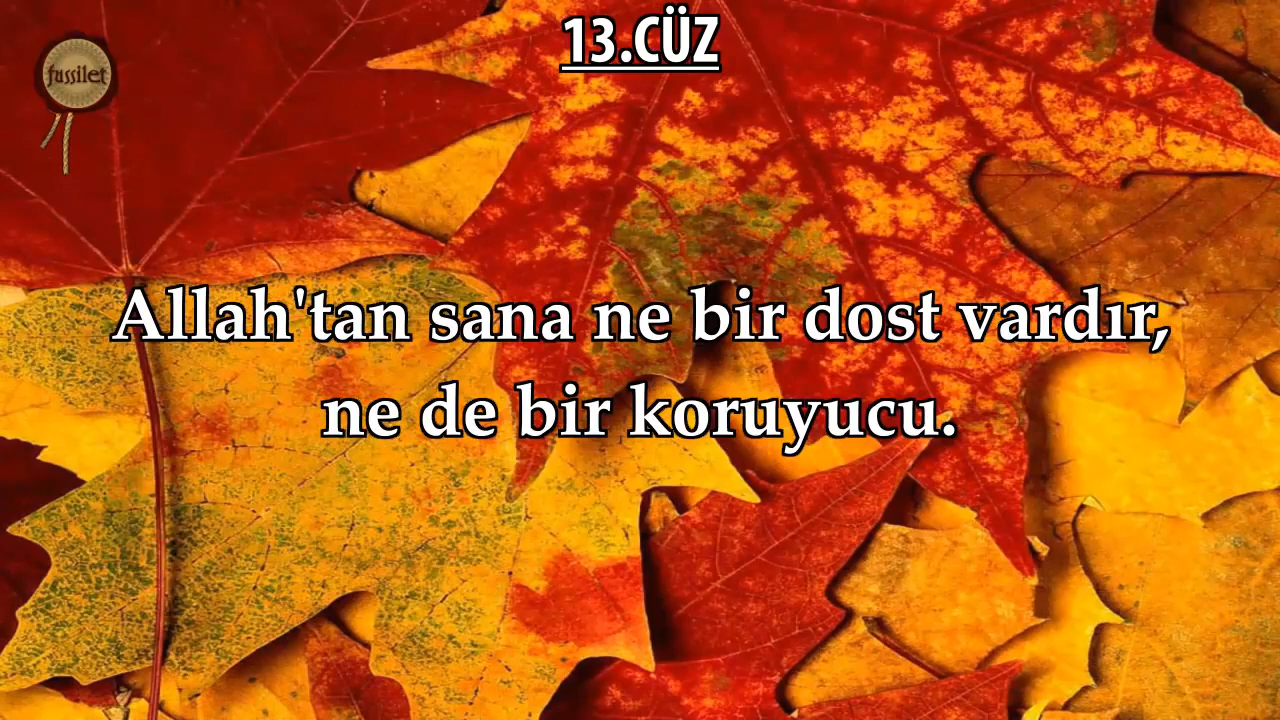 fussilet
13.CÜZ
Allah'tan sana ne bir dost vardır,
ne de bir koruyucu.